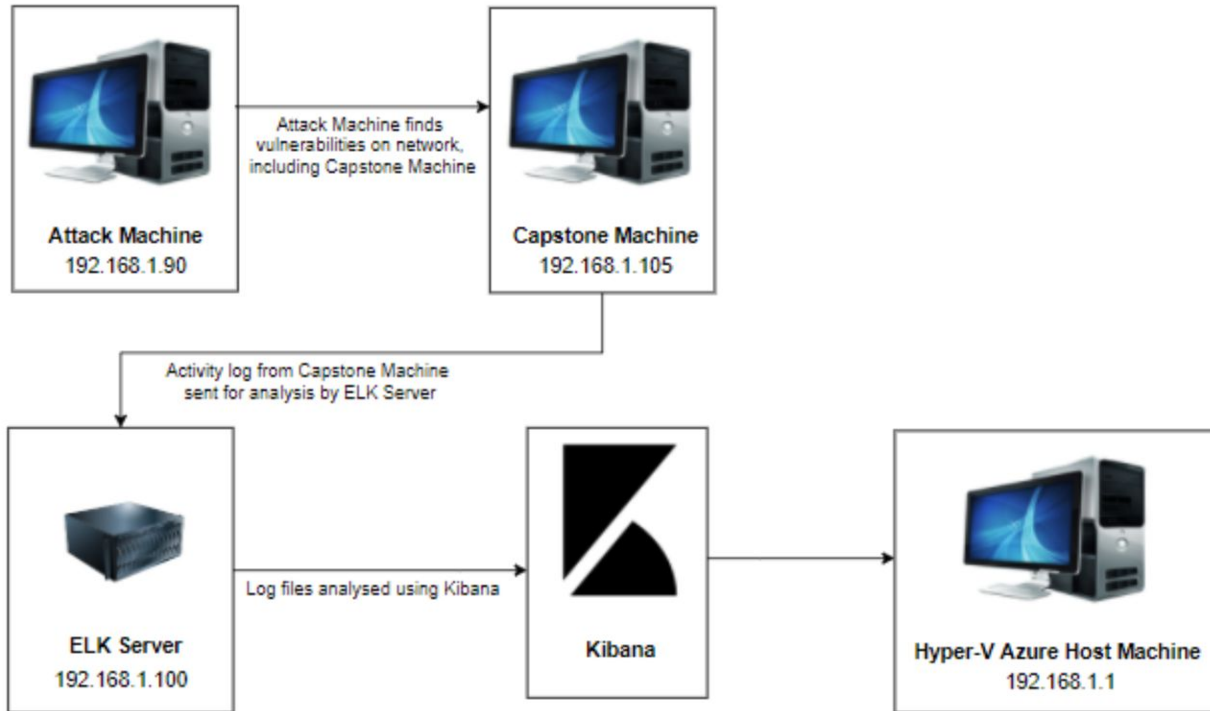 Attack Machine finds
vulnerabilities on network,
including Capstone Machine
Attack Machine
192.168.1.90
Capstone Machine
192.168.1.105
Activity log from Capstone Machine
sent for analysis by ELK Server
ELK Server
192.168.1.100
Log files analysed using Kibana
Kibana
Hyper-V Azure Host Machine
192.168.1.1